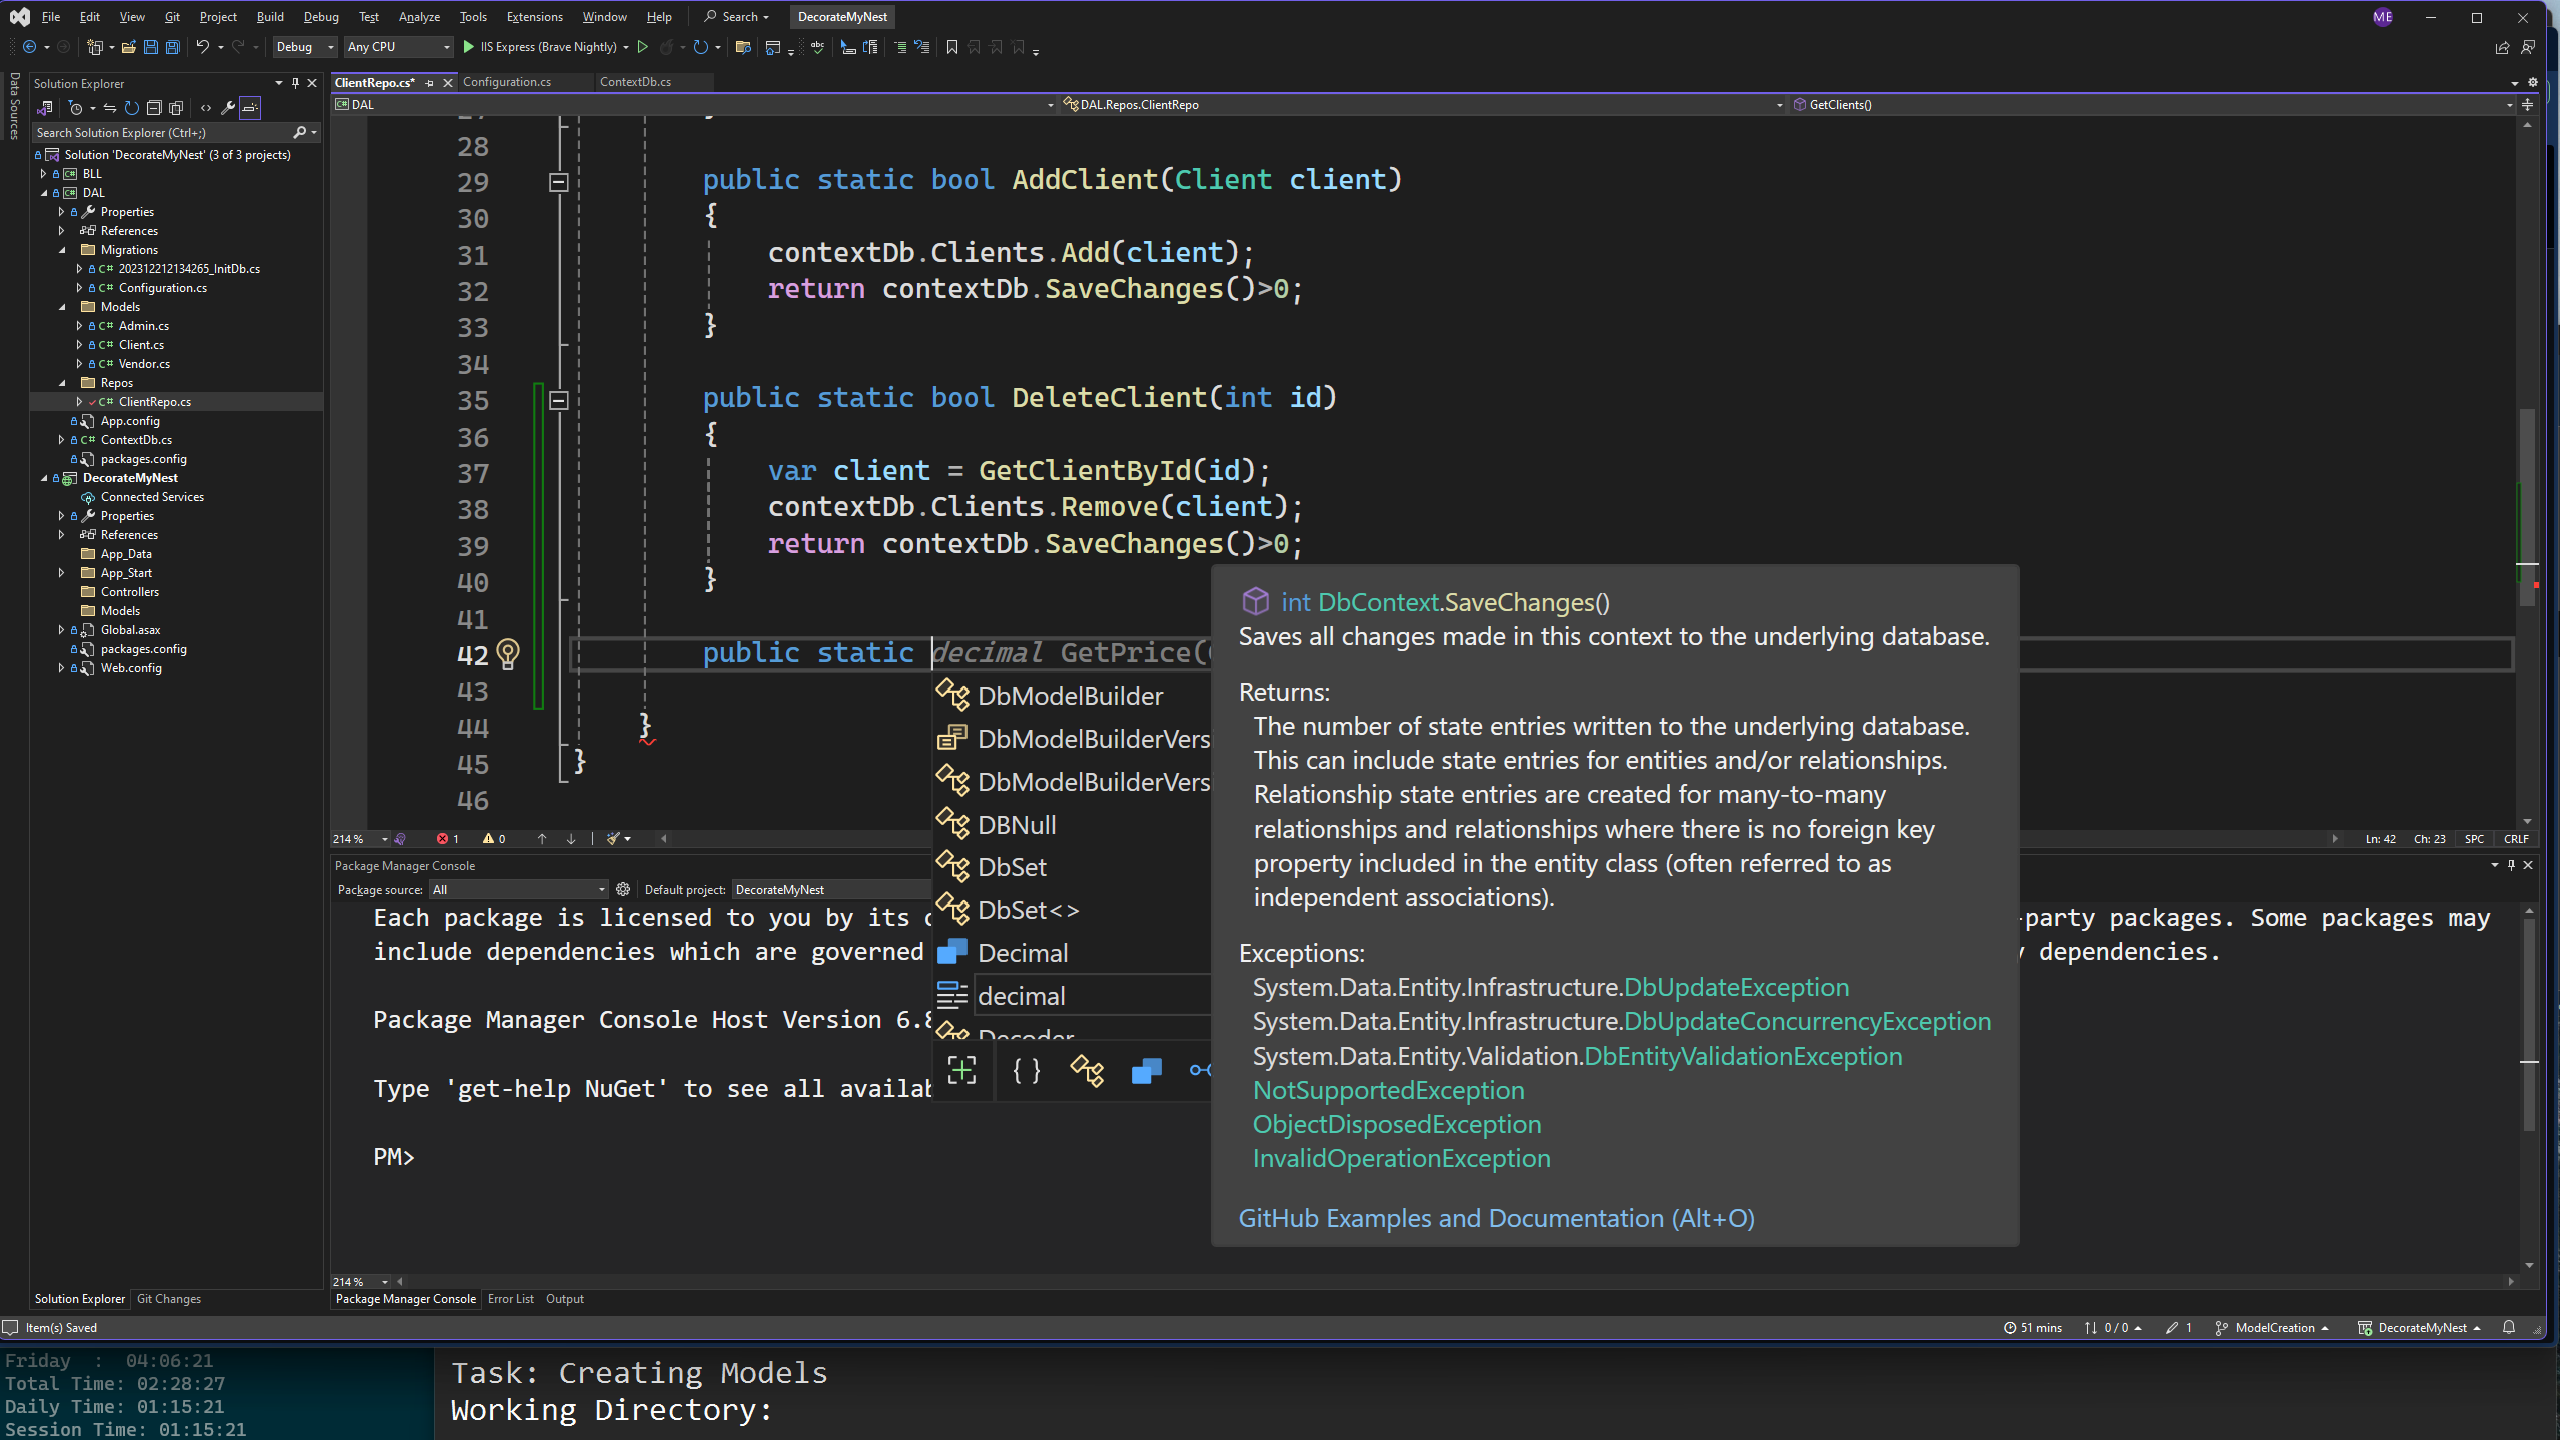 File Edit View Git Project Build Debug Test Analyze Tools Extensions Window Help Search DecorateMyNest ME
Debug Any CPU IIS Express (Brave Nightly)
Data Sources
Solution Explorer
Search Solution Explorer (Ctrl+;)
Solution 'DecorateMyNest' (3 of 3 projects)
BLL
DAL
Properties
References
Migrations
202312212134265_InitDb.cs
Configuration.cs
Models
Admin.cs
Client.cs
Vendor.cs
Repos
ClientRepo.cs
App.config
ContextDb.cs
packages.config
DecorateMyNest
Connected Services
Properties
References
App_Data
App_Start
Controllers
Models
Global.asax
packages.config
Web.config
Solution Explorer Git Changes
ClientRepo.cs* Configuration.cs ContextDb.cs
DAL DAL.Repos.ClientRepo GetClients()
28
29 public static bool AddClient(Client client)
30 {
31 contextDb.Clients.Add(client);
32 return contextDb.SaveChanges()>0;
33 }
34
35 public static bool DeleteClient(int id)
36 {
37 var client = GetClientById(id);
38 contextDb.Clients.Remove(client);
39 return contextDb.SaveChanges()>0;
40 }
41
42 public static decimal GetPrice(
43
44 }
45 }
46
DbModelBuilder
DbModelBuilderVers
DbModelBuilderVersi
DBNull
DbSet
DbSet<>
Decimal
decimal
Decoder
int DbContext.SaveChanges()
Saves all changes made in this context to the underlying database.
Returns:
The number of state entries written to the underlying database.
This can include state entries for entities and/or relationships.
Relationship state entries are created for many-to-many
relationships and relationships where there is no foreign key
property included in the entity class (often referred to as
independent associations).
Exceptions:
System.Data.Entity.Infrastructure.DbUpdateException
System.Data.Entity.Infrastructure.DbUpdateConcurrencyException
System.Data.Entity.Validation.DbEntityValidationException
NotSupportedException
ObjectDisposedException
InvalidOperationException
GitHub Examples and Documentation (Alt+O)
214 % 1 0 Ln: 42 Ch: 23 SPC CRLF
Package Manager Console
Package source: All Default project: DecorateMyNest
Each package is licensed to you by its -party packages. Some packages may
include dependencies which are governed dependencies.
Package Manager Console Host Version 6.8
Type 'get-help NuGet' to see all availab
PM>
214 %
Package Manager Console Error List Output
Item(s) Saved 51 mins 0 / 0 1 ModelCreation DecorateMyNest
Friday : 04:06:21
Total Time: 02:28:27
Daily Time: 01:15:21
Session Time: 01:15:21
Task: Creating Models
Working Directory: